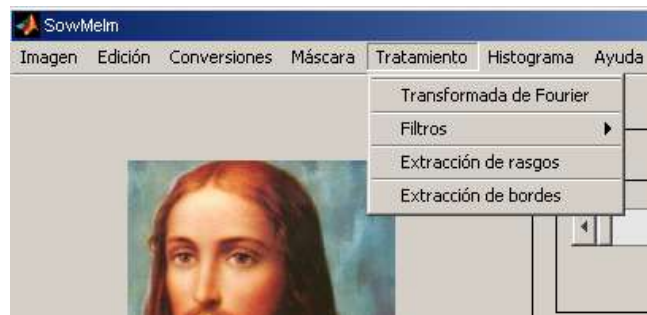 SowMelm
Imagen Edición Conversiones Máscara Tratamiento Histograma Ayuda
Transformada de Fourier
Filtros
Extracción de rasgos
Extracción de bordes